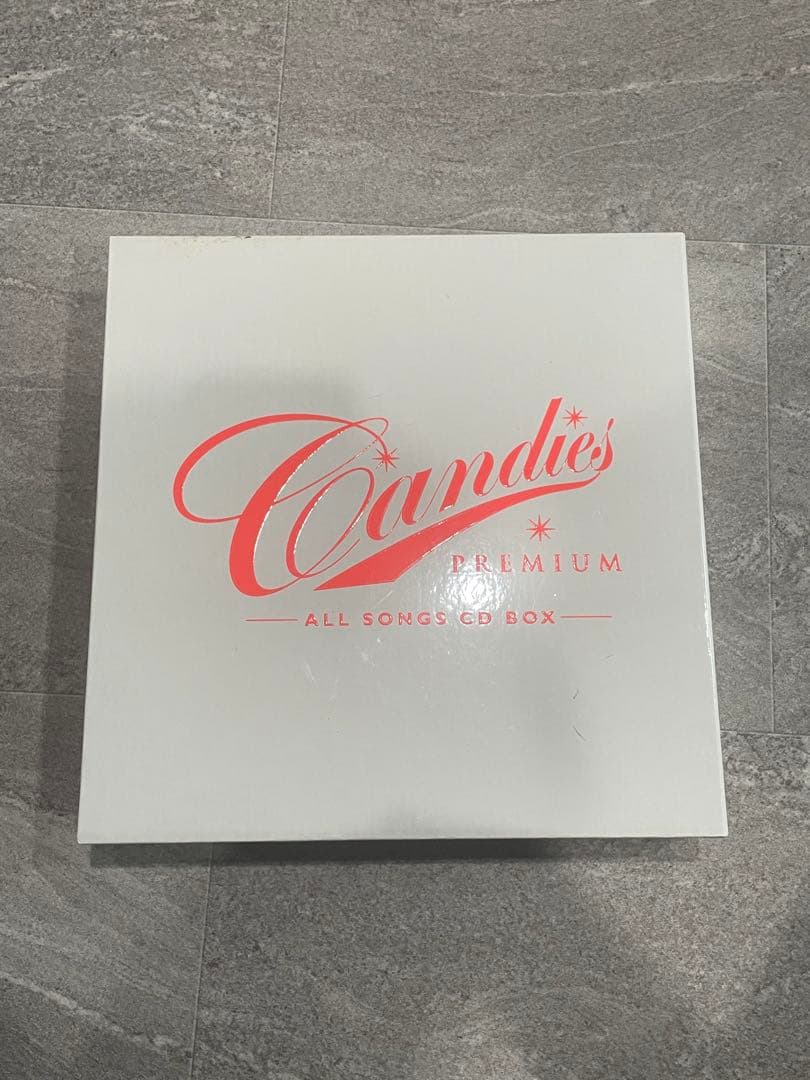 Candies
PREMIUM
ALL SONGS CD BOX